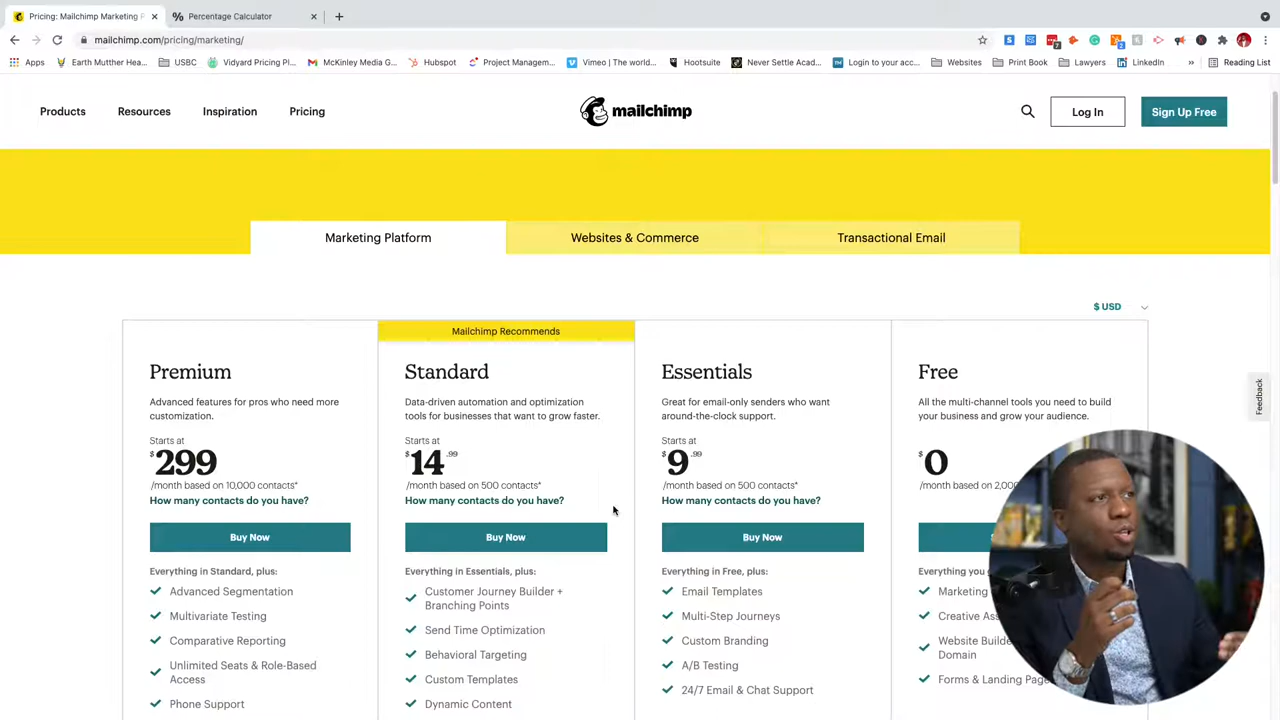 Pricing: Mailchimp Marketing P
Percentage Calculator
mailchimp.com/pricing/marketing/
Apps
Earth Mutther Hea...
USBC
Vidyard Pricing Pl...
McKinley Media G...
Hubspot
Project Managem...
Vimeo | The world...
Hootsuite
Never Settle Acad...
Login to your acc...
Websites
Print Book
Lawyers
LinkedIn
»
Reading List
Products
Resources
Inspiration
Pricing
mailchimp
Log In
Sign Up Free
Marketing Platform
Websites & Commerce
Transactional Email
$ USD
Feedback
Premium
Advanced features for pros who need more
customization.
Starts at
$299
/month based on 10,000 contacts*
How many contacts do you have?
Buy Now
Everything in Standard, plus:
Advanced Segmentation
Multivariate Testing
Comparative Reporting
Unlimited Seats & Role-Based
Access
Phone Support
Mailchimp Recommends
Standard
Data-driven automation and optimization
tools for businesses that want to grow faster.
Starts at
$14.99
/month based on 500 contacts*
How many contacts do you have?
Buy Now
Everything in Essentials, plus:
Customer Journey Builder +
Branching Points
Send Time Optimization
Behavioral Targeting
Custom Templates
Dynamic Content
Essentials
Great for email-only senders who want
around-the-clock support.
Starts at
$9.99
/month based on 500 contacts*
How many contacts do you have?
Buy Now
Everything in Free, plus:
Email Templates
Multi-Step Journeys
Custom Branding
A/B Testing
24/7 Email & Chat Support
Free
All the multi-channel tools you need to build
your business and grow your audience.
$0
/month based on 2,00
Everything you g
Marketing
Creative Ass
Website Builde
Domain
Forms & Landing Page